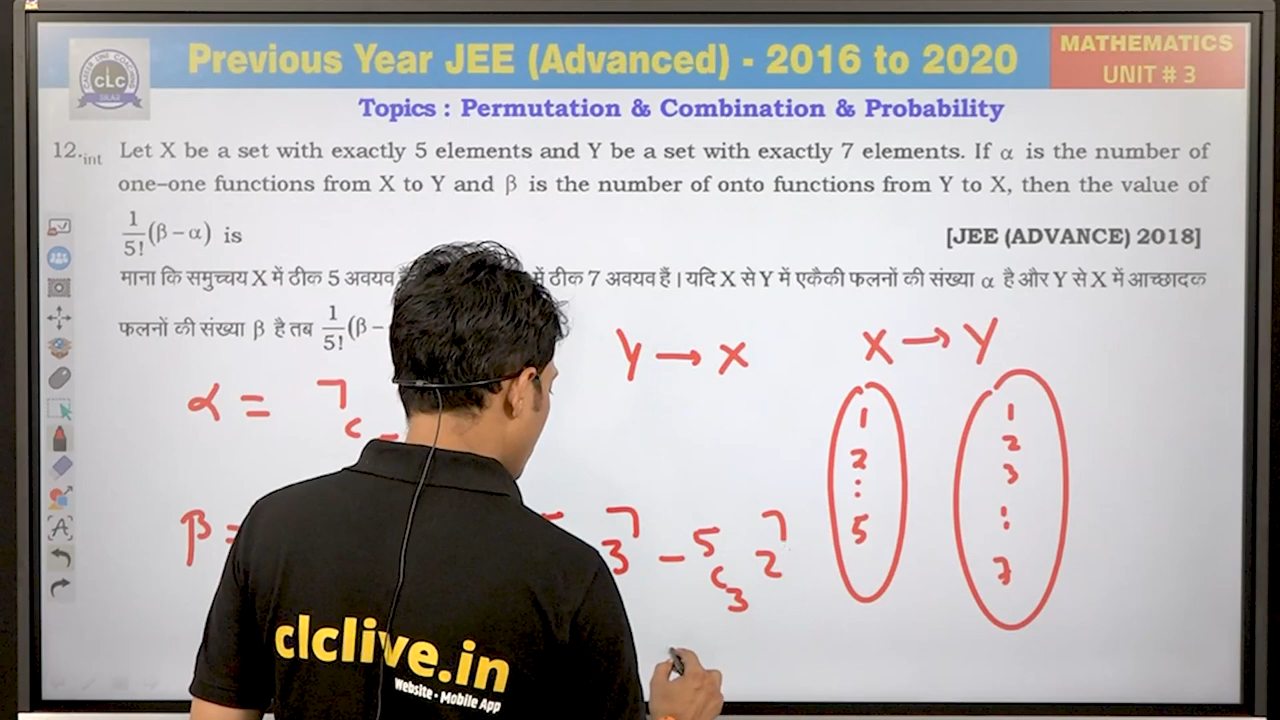 Previous Year JEE (Advanced) - 2016 to 2020
MATHEMATICS
UNIT # 3
CLC
Topics : Permutation & Combination & Probability
12.int Let X be a set with exactly 5 elements and Y be a set with exactly 7 elements. If α is the number of
one–one functions from X to Y and β is the number of onto functions from Y to X, then the value of
1/5! (β – α) is
[JEE (ADVANCE) 2018]
माना कि समुच्चय X में ठीक 5 अवयव में ठीक 7 अवयव हैं। यदि X से Y में एकैकी फलनों की संख्या α है और Y से X में आच्छादक
फलनों की संख्या β है तब 1/5! (β –
Y → X
X → Y
α = 7c
1
2
:
5
1
2
3
:
7
β = 3^7 – 5c3 2^7
clclive.in
Website • Mobile App